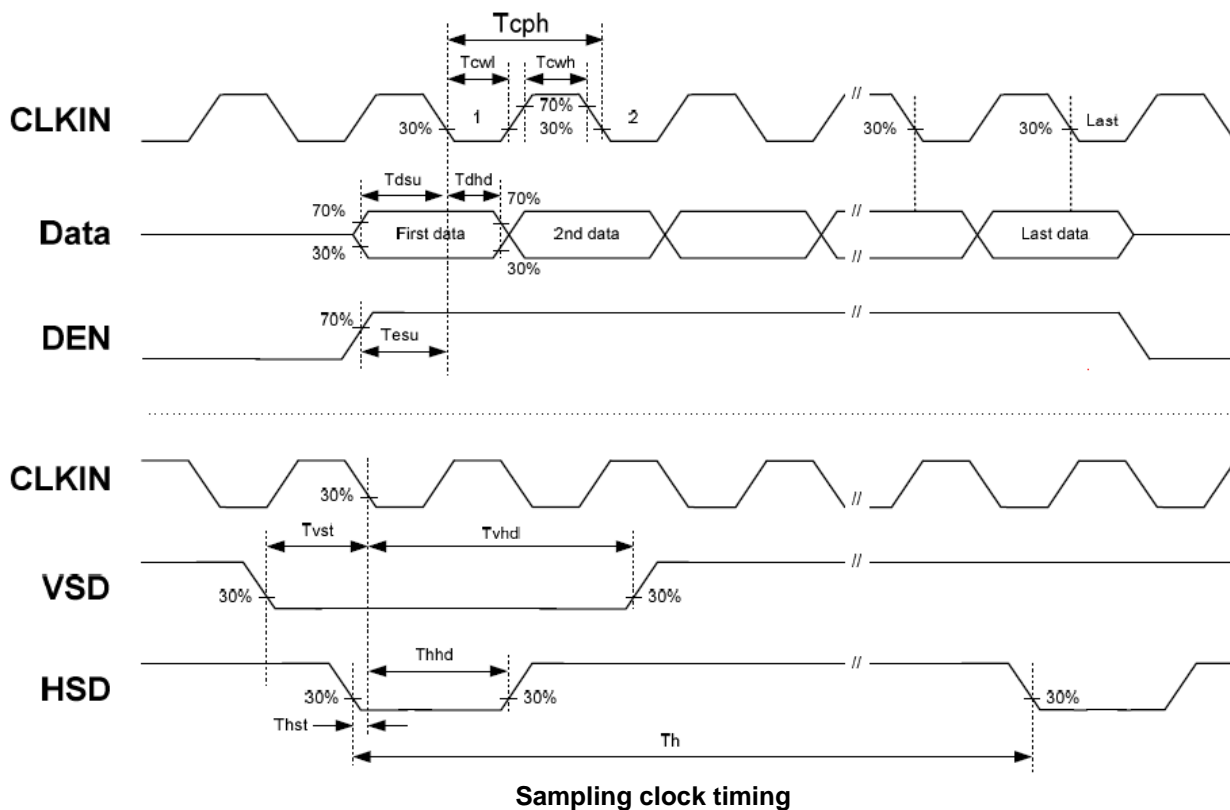 Tcph
Tcwl Tcwh
CLKIN 30% 1 70% 30% 2 // 30% 30% Last
Tdsu Tdhd
70% 70%
Data First data 2nd data // Last data
30% 30% //
DEN 70% Tesu //
CLKIN 30% //
Tvst Tvhd
VSD 30% 30% //
Thhd
HSD 30% 30% // 30%
Thst
Th
Sampling clock timing